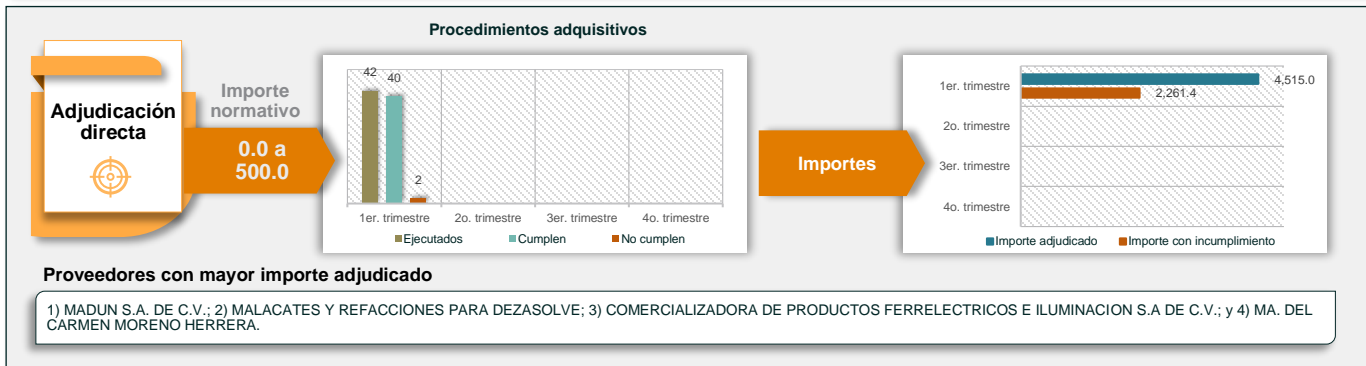 Procedimientos adquisitivos
Adjudicación
directa
Importe
normativo
0.0 a
500.0
42
40
2
1er. trimestre
2o. trimestre
3er. trimestre
4o. trimestre
Ejecutados
Cumplen
No cumplen
Importes
1er. trimestre
4,515.0
2,261.4
2o. trimestre
3er. trimestre
4o. trimestre
Importe adjudicado
Importe con incumplimiento
Proveedores con mayor importe adjudicado
1) MADUN S.A. DE C.V.; 2) MALACATES Y REFACCIONES PARA DEZASOLVE; 3) COMERCIALIZADORA DE PRODUCTOS FERRELECTRICOS E ILUMINACION S.A DE C.V.; y 4) MA. DEL
CARMEN MORENO HERRERA.